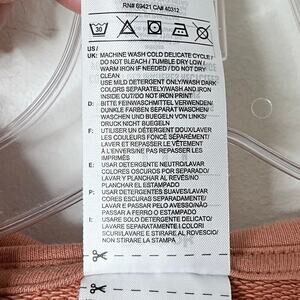 RN# 69421 CA# 40312
30
US /
UK: MACHINE WASH COLD DELICATE CYCLE /
DO NOT BLEACH / TUMBLE DRY LOW /
WARM IRON IF NEEDED / DO NOT DRY
CLEAN
USE MILD DETERGENT ONLY/WASH DARK
COLORS SEPARATELY/WASH AND IRON
INSIDE OUT/DO NOT IRON PRINT
D: BITTE FEINWASCHMITTEL VERWENDEN/
DUNKLE FARBEN SEPARAT WASCHEN/
WASCHEN UND BUEGELN VON LINKS/
DRUCK NICHT BUEGELN
F: UTILISER UN DETERGENT DOUX/LAVER
LES COULEURS FONCÉ SÉPARÉMENT/
LAVER ET REPASSER LE VÊTEMENT
À L'ENVERS/NE PAS REPASSER LES
IMPRIMÉS
E: USAR DETERGENTE NEUTRO/LAVAR
COLORES OSCUROS POR SEPARADO/
LAVAR Y PLANCHAR AL REVÉS/NO
PLANCHAR EL ESTAMPADO
P: USAR DETERGENTES SUAVES/LAVAR
CORES ESCURAS SEPARADAMENTE/
LAVAR E PASSAR PELO AVESSO/NÃO
PASSAR A FERRO O ESTAMPADO
I: USARE SOLO DETERGENTE DELICATO/
LAVARE SEPARATAMENTE I COLORI
SCURI/LAVARE E STIRARE AL ROVESCIO/
NON STIRARE LA STAMPA